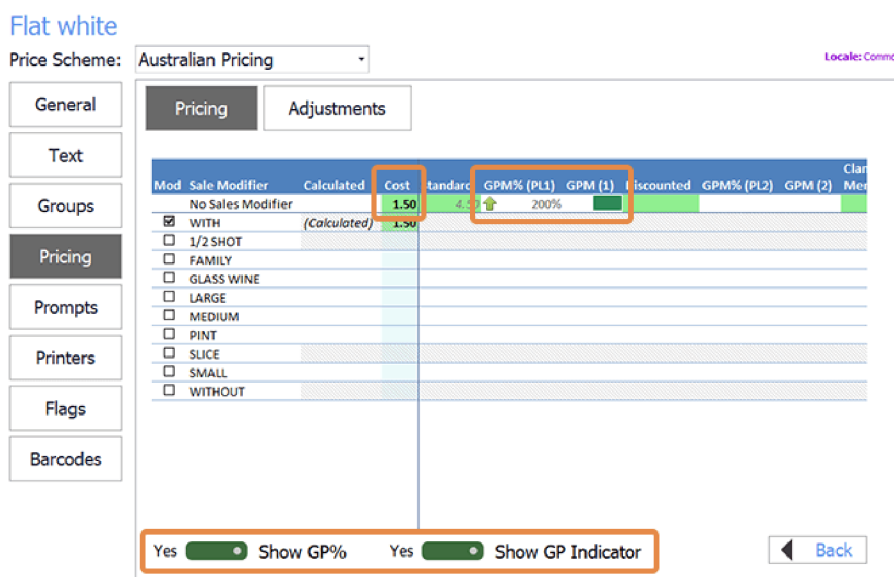 Flat white
Price Scheme: Australian Pricing
Locale:
General
Text
Groups
Pricing
Prompts
Printers
Flags
Barcodes
Pricing Adjustments
Mod Sale Modifier Calculated Cost GPM% (PL1) GPM (1) GPM% (PL2) GPM (2)
No Sales Modifier 1.50 4.50 200%
WITH (Calculated) 1.50
1/2 SHOT
FAMILY
GLASS WINE
LARGE
MEDIUM
PINT
SLICE
SMALL
WITHOUT
Yes Show GP% Yes Show GP Indicator
Back